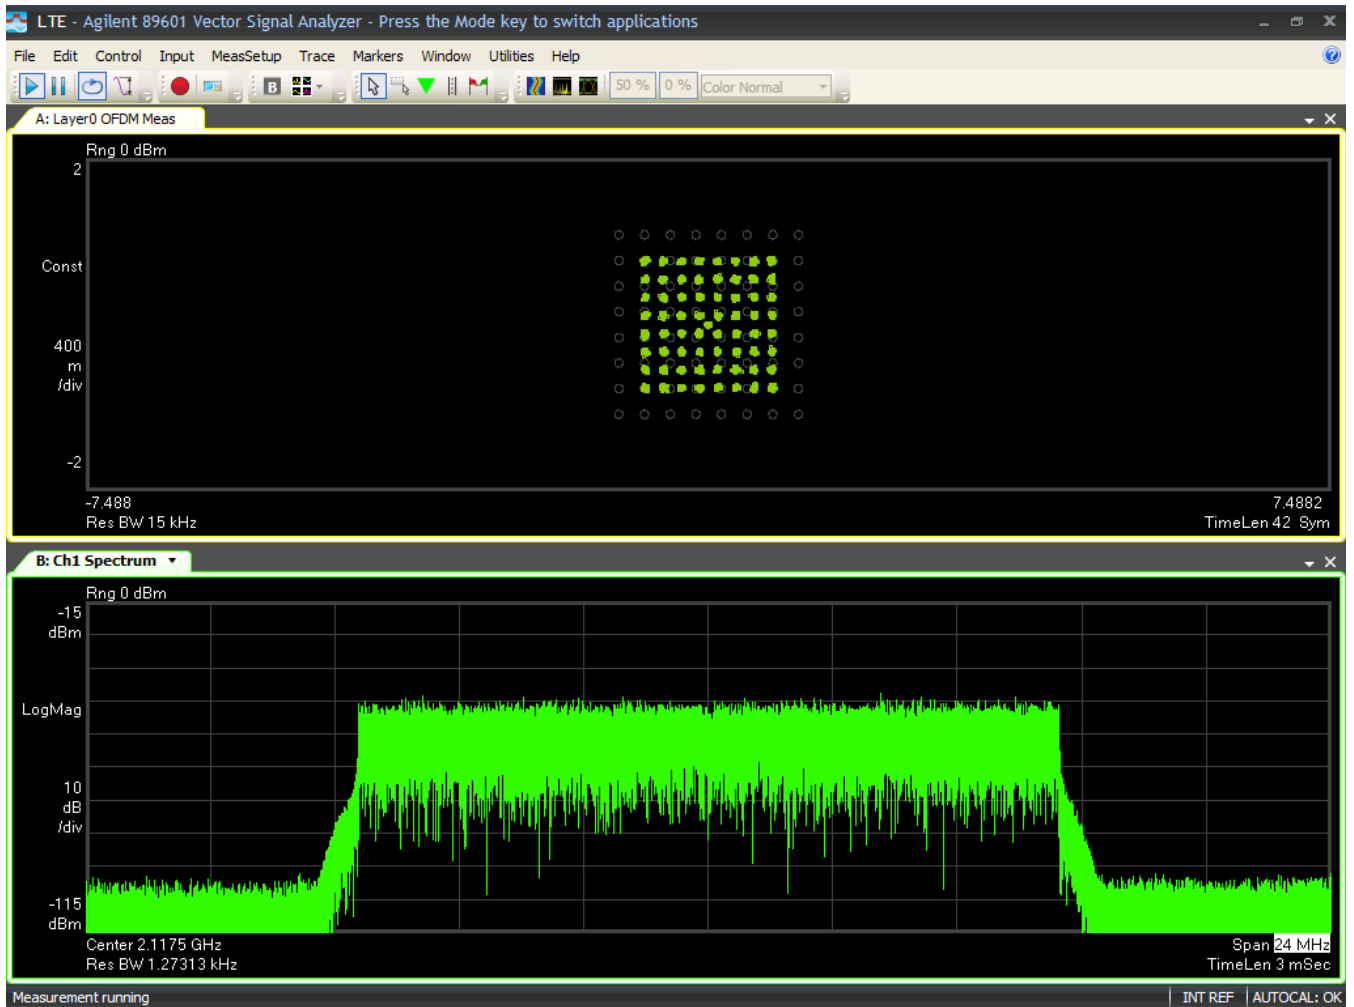 LTE - Agilent 89601 Vector Signal Analyzer - Press the Mode key to switch applications
File Edit Control Input MeasSetup Trace Markers Window Utilities Help
B 50 % 0 % Color Normal
A: Layer0 OFDM Meas
Rng 0 dBm
2
Const
400
m
/div
-2
-7.488 7.4882
Res BW 15 kHz TimeLen 42 Sym
B: Ch1 Spectrum
Rng 0 dBm
-15
dBm
LogMag
10
dB
/div
-115
dBm
Center 2.1175 GHz Span 24 MHz
Res BW 1.27313 kHz TimeLen 3 mSec
Measurement running INT REF AUTOCAL: OK